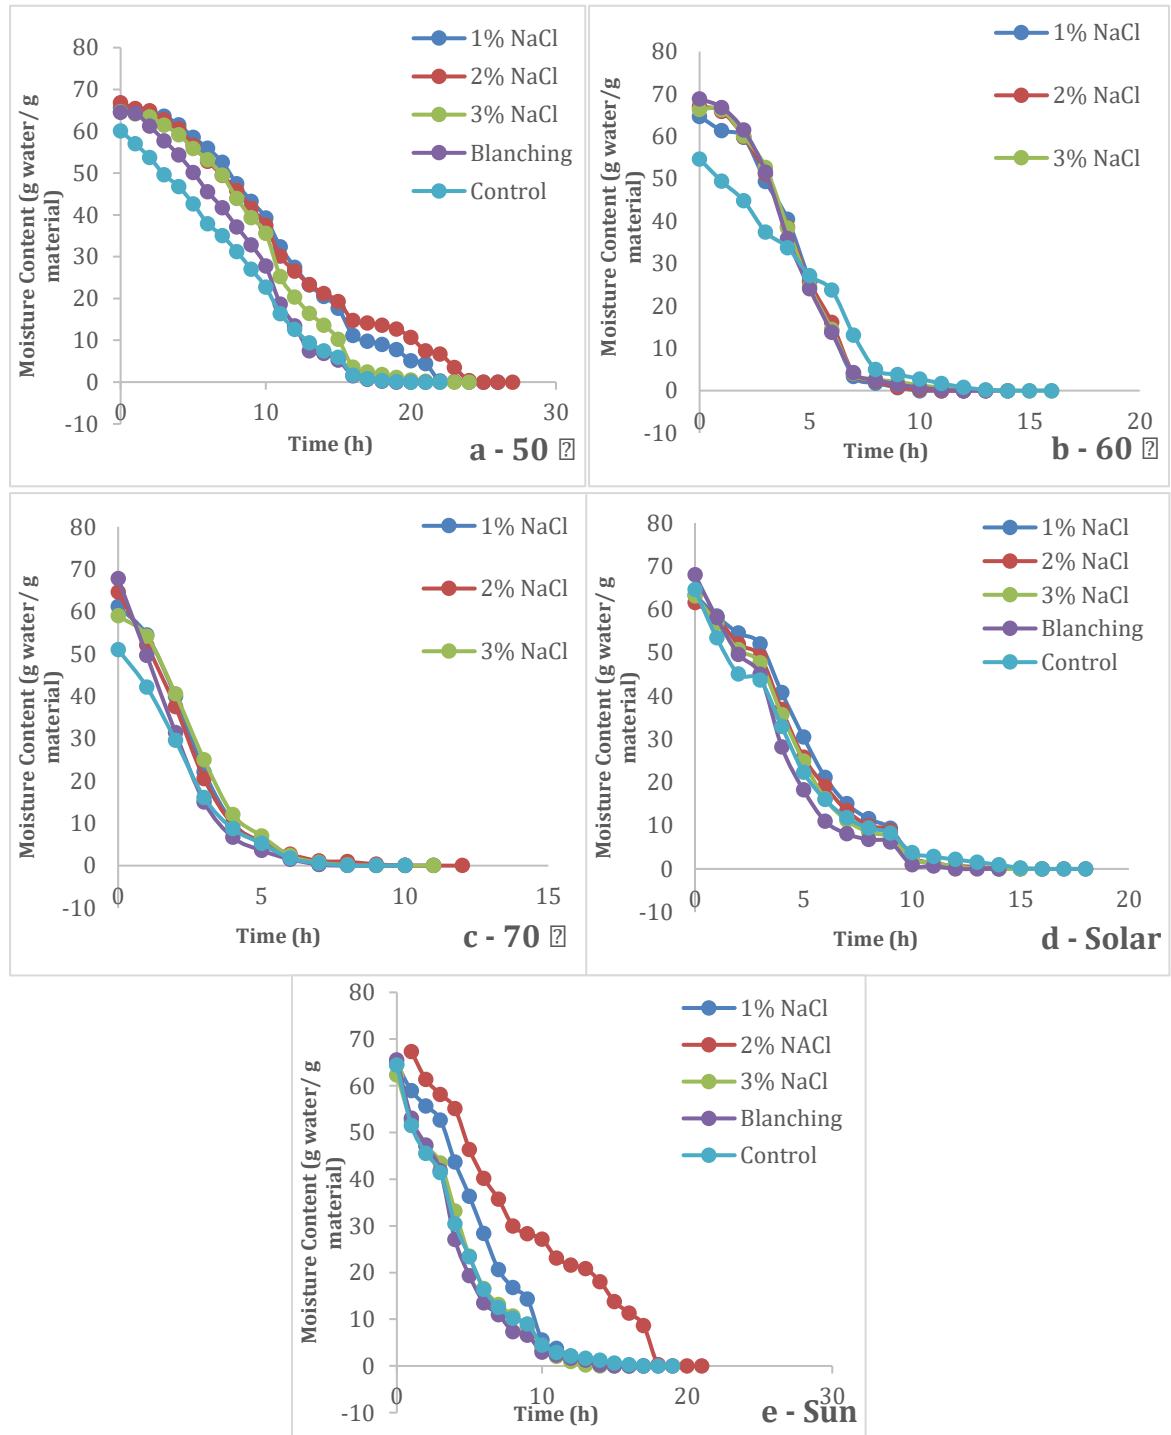 80
70
60
50
40
30
20
10
0
-10
0
10
20
30
Moisture Content (g water/ g
material)
Time (h)
1% NaCl
2% NaCl
3% NaCl
Blanching
Control
a - 50 ⍰
80
70
60
50
40
30
20
10
0
-10
0
5
10
15
20
Moisture Content (g water/ g
material)
Time (h)
1% NaCl
2% NaCl
3% NaCl
b - 60 ⍰
80
70
60
50
40
30
20
10
0
-10
0
5
10
15
Moisture Content (g water/ g
material)
Time (h)
1% NaCl
2% NaCl
3% NaCl
c - 70 ⍰
80
70
60
50
40
30
20
10
0
-10
0
5
10
15
20
Moisture Content (g water/ g
material)
Time (h)
1% NaCl
2% NaCl
3% NaCl
Blanching
Control
d - Solar
80
70
60
50
40
30
20
10
0
-10
0
10
20
30
Moisture Content (g water/ g
material)
Time (h)
1% NaCl
2% NACl
3% NaCl
Blanching
Control
e - Sun